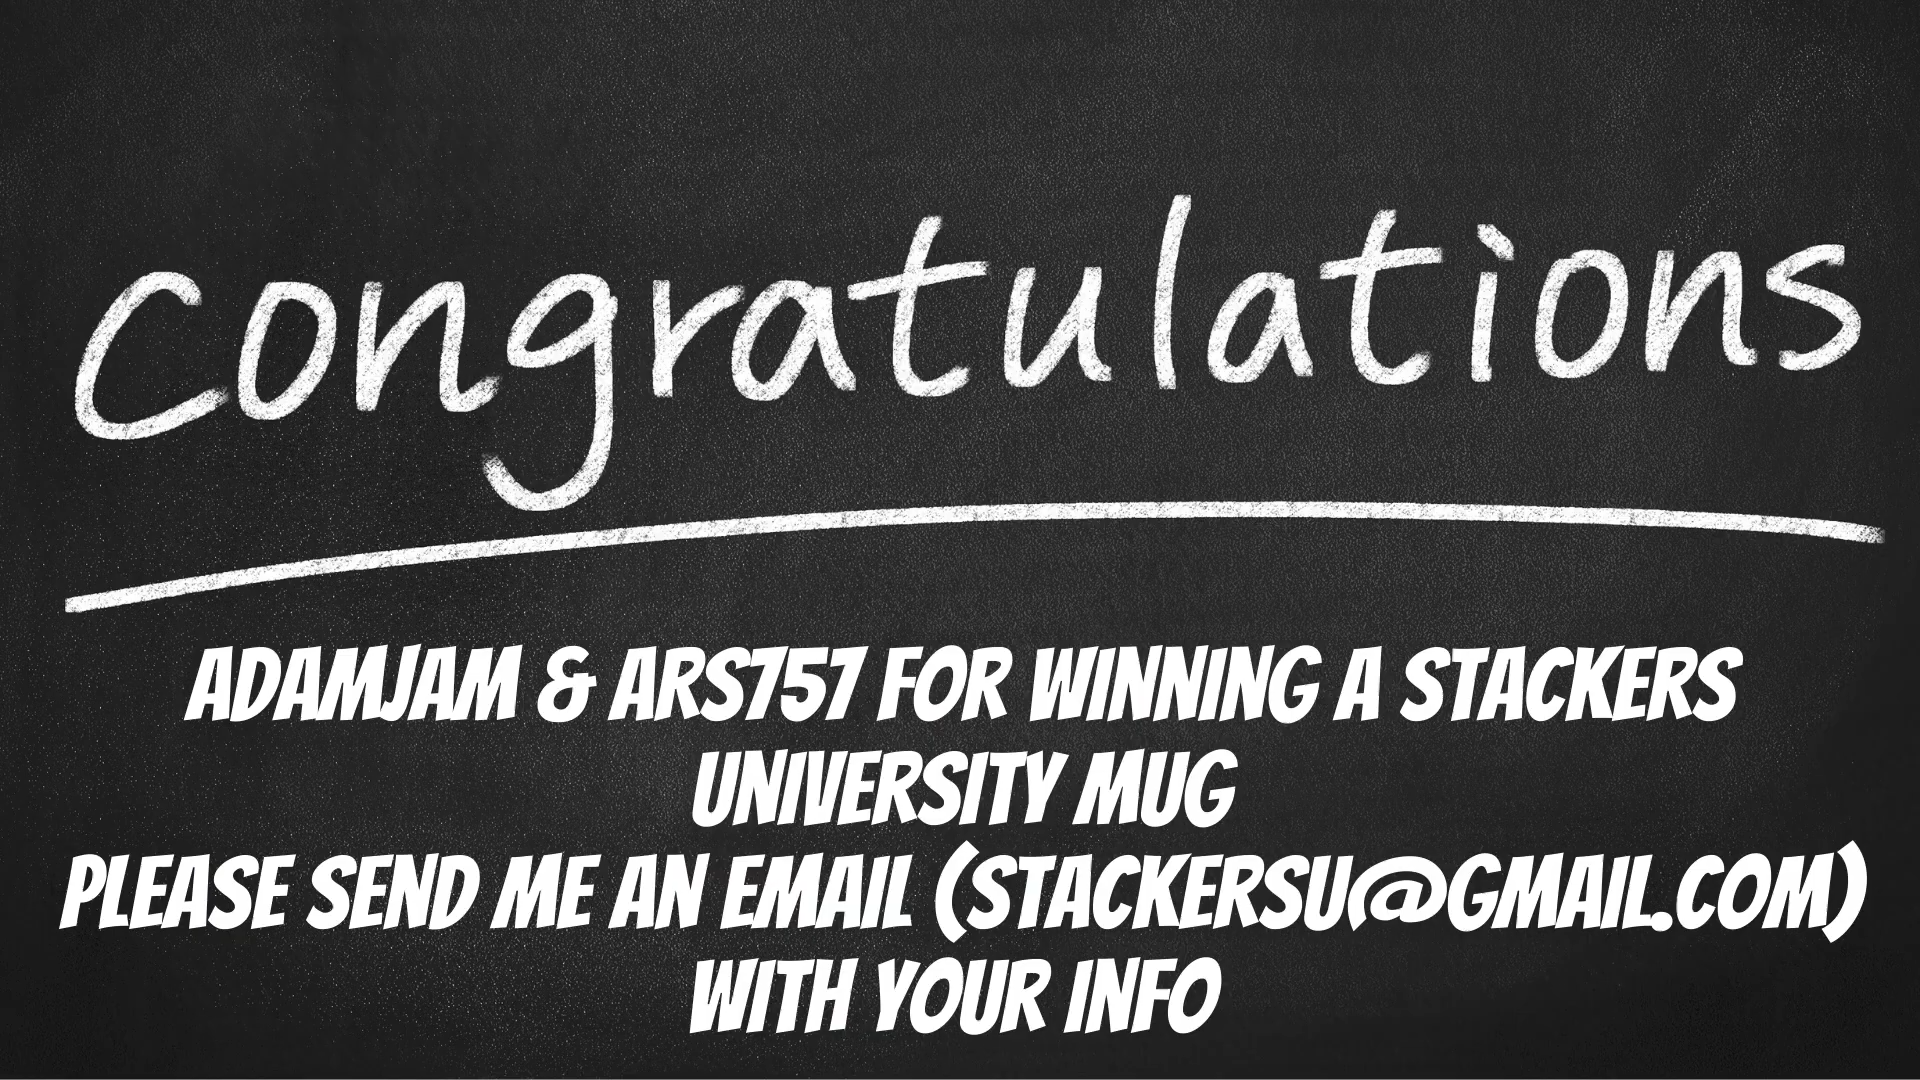 Congratulations
ADAMJAM & ARS757 FOR WINNING A STACKERS
UNIVERSITY MUG
PLEASE SEND ME AN EMAIL (STACKERSU@GMAIL.COM)
WITH YOUR INFO